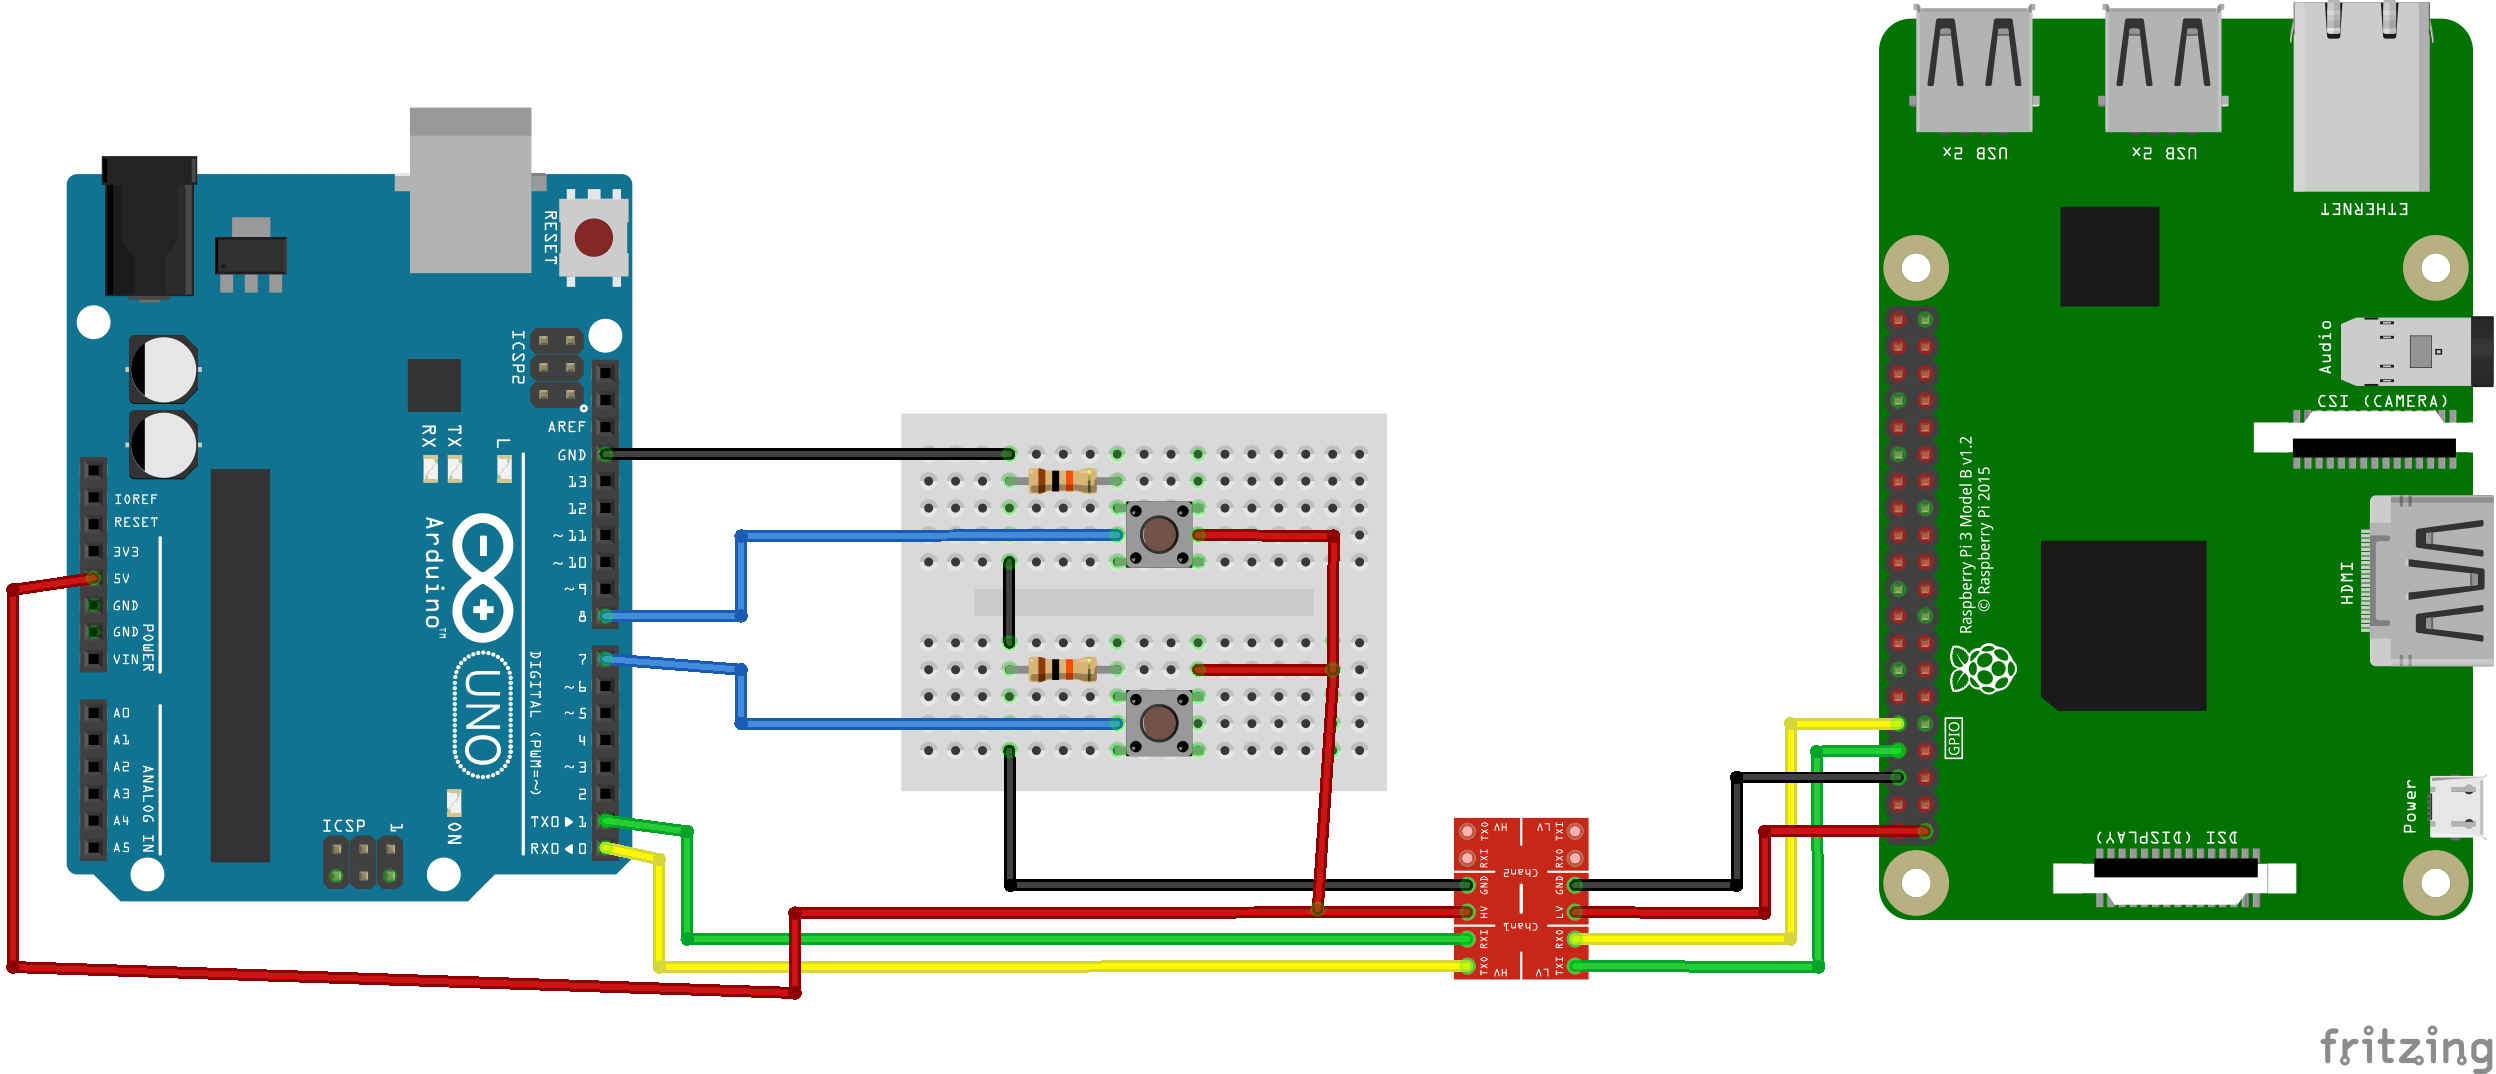 RESET
ICSP2
AREF
GND
13
12
~11
~10
~9
8
7
~6
~5
4
~3
2
TX0▶1
RX0◀0
RX
TX
L
IOREF
RESET
3V3
5V
GND
GND
VIN
POWER
A0
A1
A2
A3
A4
A5
ANALOG IN
Arduino™
UNO
DIGITAL (PWM=~)
ON
ICSP
1
TXO
HV
LV
TXI
RXI
RXO
Chan2
GND
GND
HV
LV
Chan1
RXI
RXO
TXO
HV
LV
TXI
USB 2x
USB 2x
ETHERNET
Audio
CSI (CAMERA)
Raspberry Pi 3 Model B v1.2
© Raspberry Pi 2015
HDMI
GPIO
Power
DSI (DISPLAY)
fritzing